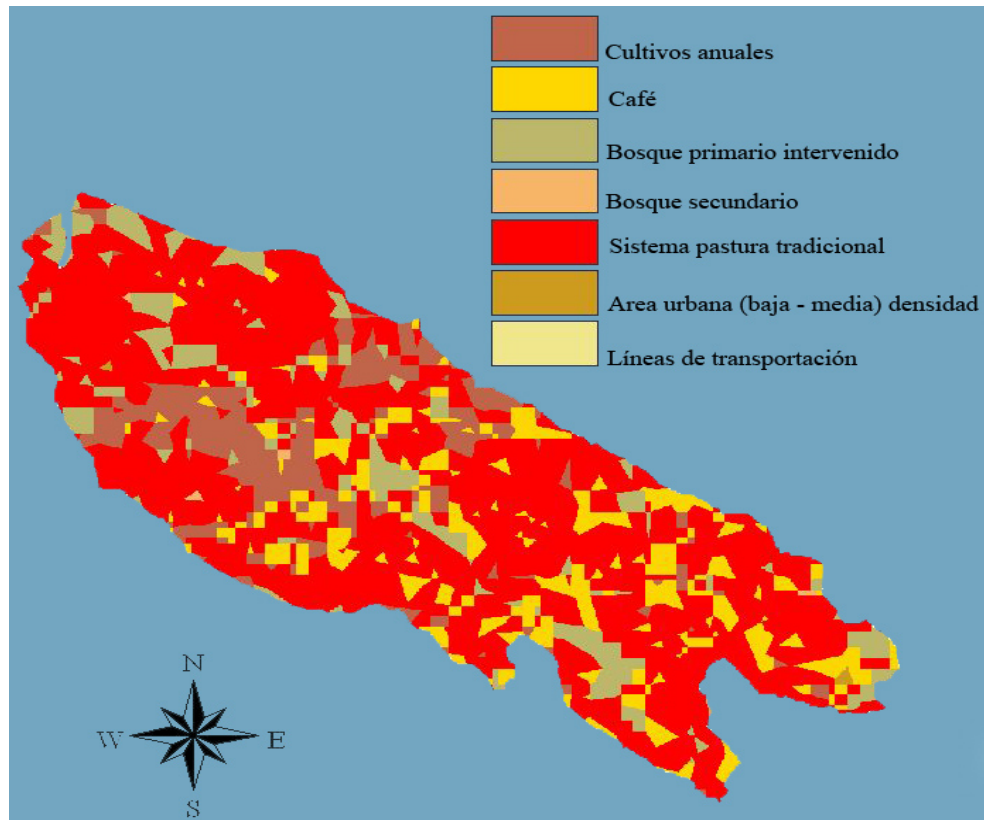 Cultivos anuales
Café
Bosque primario intervenido
Bosque secundario
Sistema pastura tradicional
Area urbana (baja - media) densidad
Líneas de transportación
N
W E
S